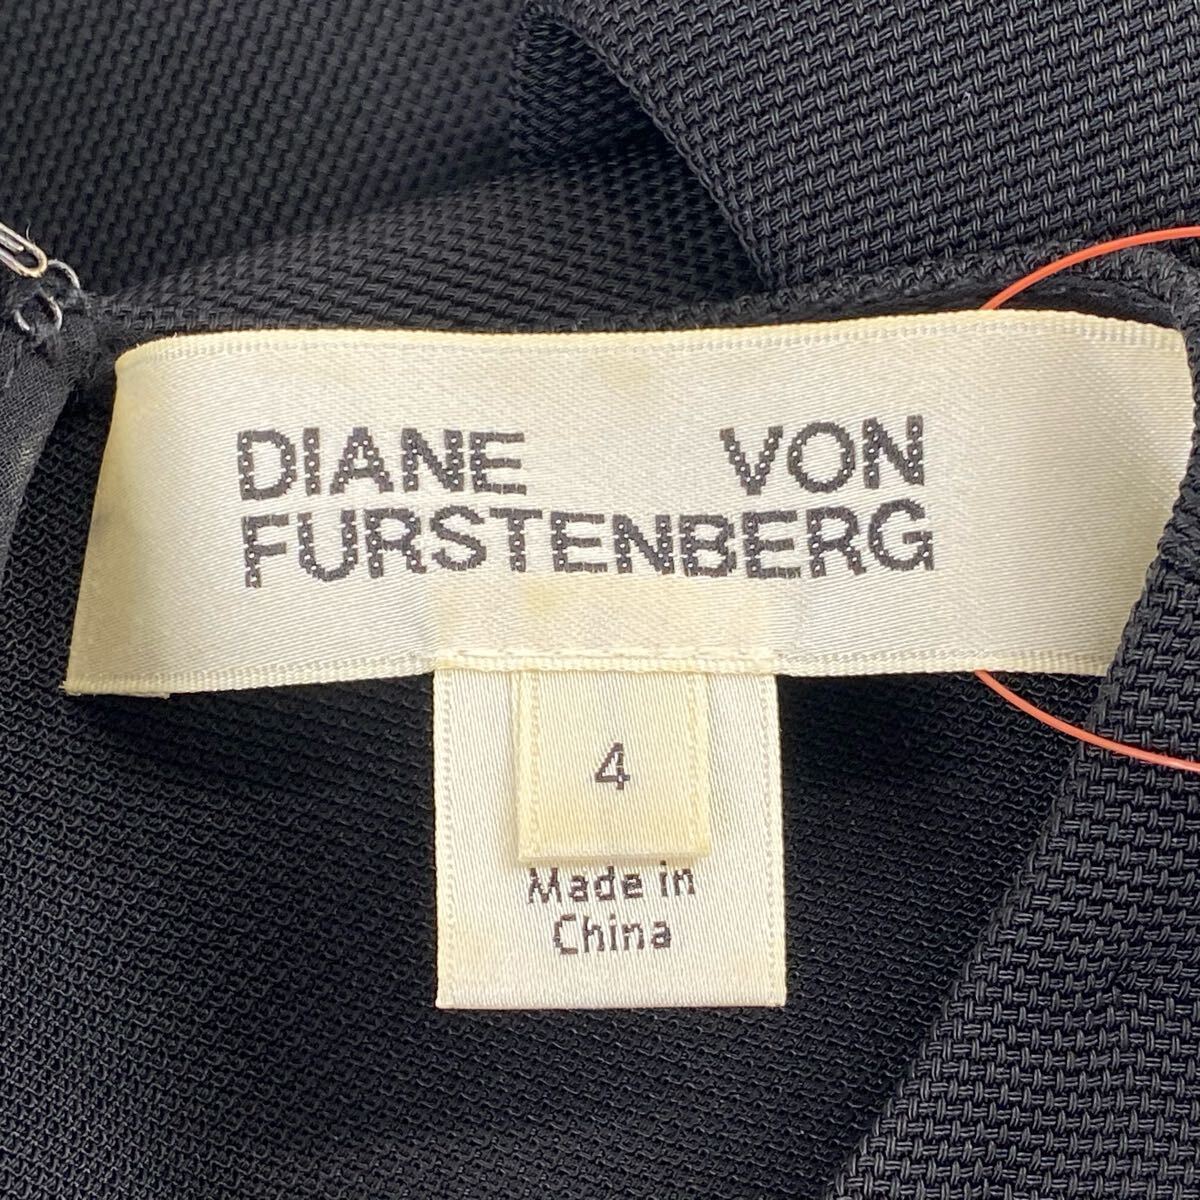 DIANE VON
FURSTENBERG
4
Made in
China